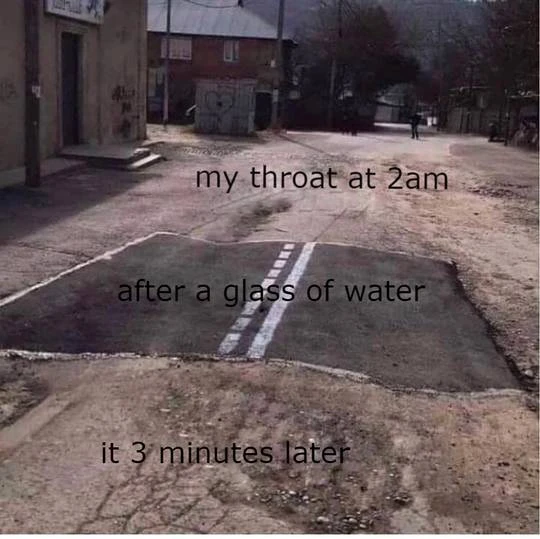 my throat at 2am
after a glass of water
it 3 minutes later